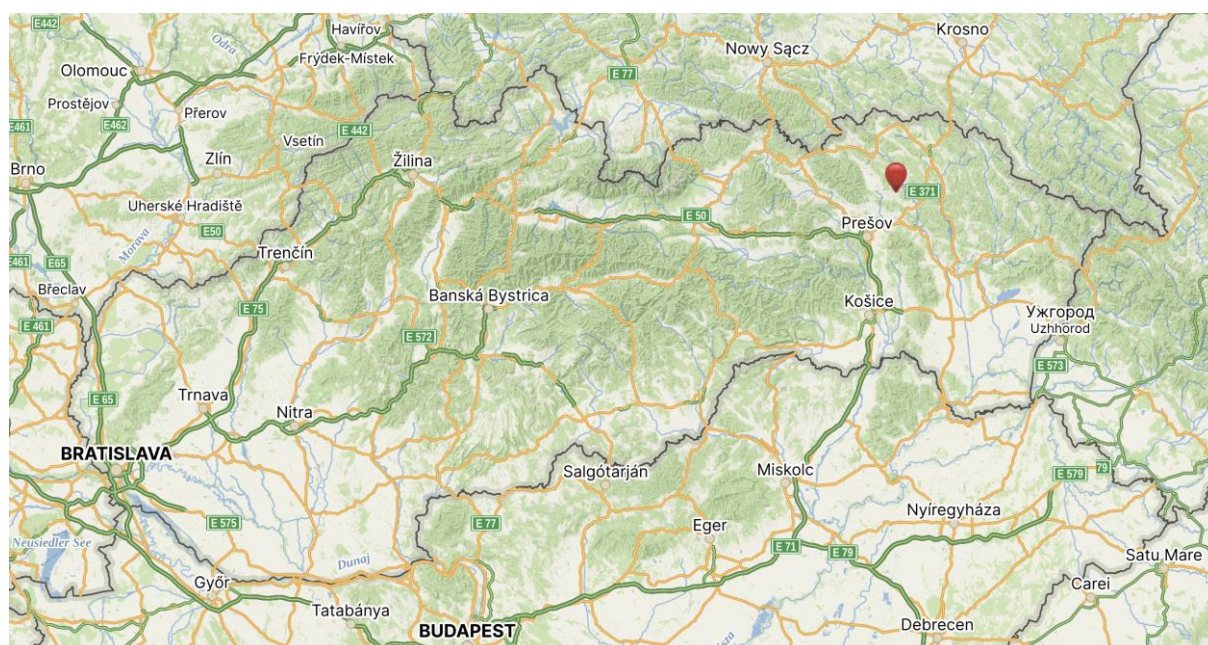 E442
Havířov
Krosno
Odra
Frýdek-Místek
Nowy Sącz
Olomouc
E 77
Prostějov
Přerov
E461
E462
E 442
Vsetín
Brno
Zlín
Žilina
E 371
Uherské Hradiště
E 50
Prešov
E50
Morava
Trenčín
E461
E65
Břeclav
Banská Bystrica
Košice
E 75
Ужгород
Uzhhorod
E 461
E 572
E 573
E 65
Trnava
Nitra
BRATISLAVA
Salgótarján
Miskolc
E 579
79
E 575
E 77
Eger
Nyíregyháza
Neusiedler See
E 71
E 79
Satu Mare
Dunaj
Győr
Carei
Tatabánya
BUDAPEST
Debrecen